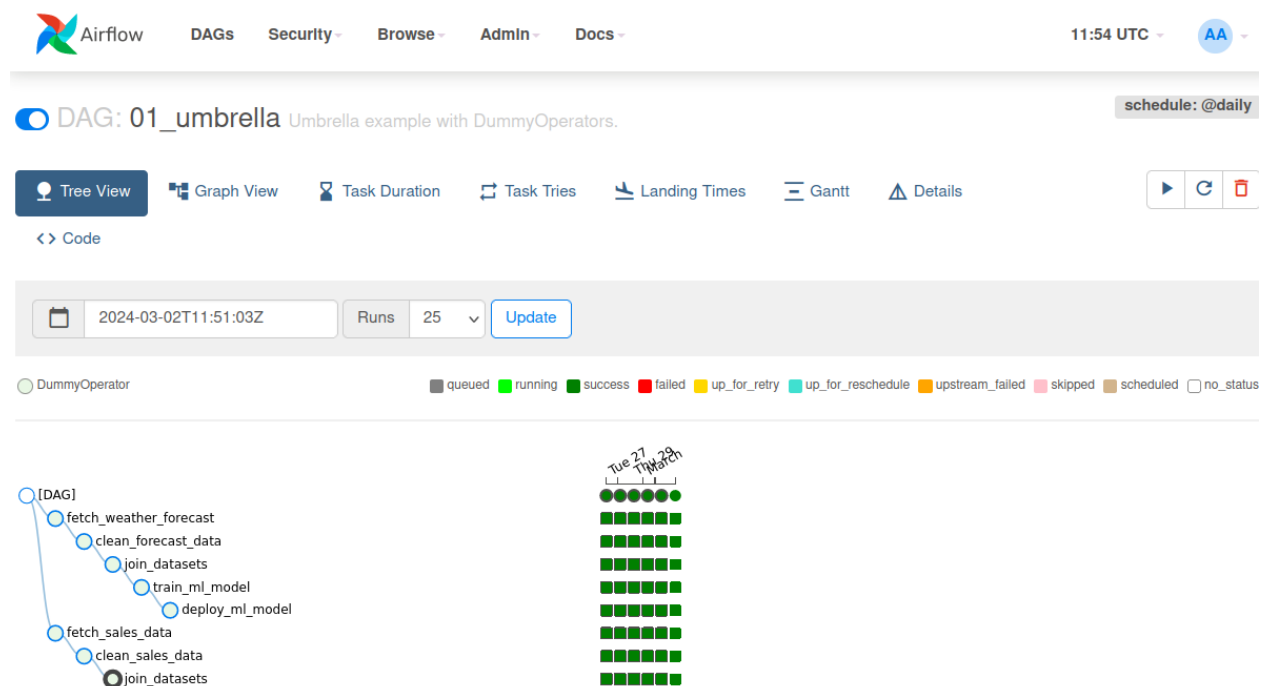 Airflow DAGs Security Browse Admin Docs 11:54 UTC AA
DAG: 01_umbrella Umbrella example with DummyOperators. schedule: @daily
Tree View Graph View Task Duration Task Tries Landing Times Gantt Details
Code
2024-03-02T11:51:03Z Runs 25 Update
DummyOperator queued running success failed up_for_retry up_for_reschedule upstream_failed skipped scheduled no_status
Tue 27 Thu 29 March
[DAG]
fetch_weather_forecast
clean_forecast_data
join_datasets
train_ml_model
deploy_ml_model
fetch_sales_data
clean_sales_data
join_datasets